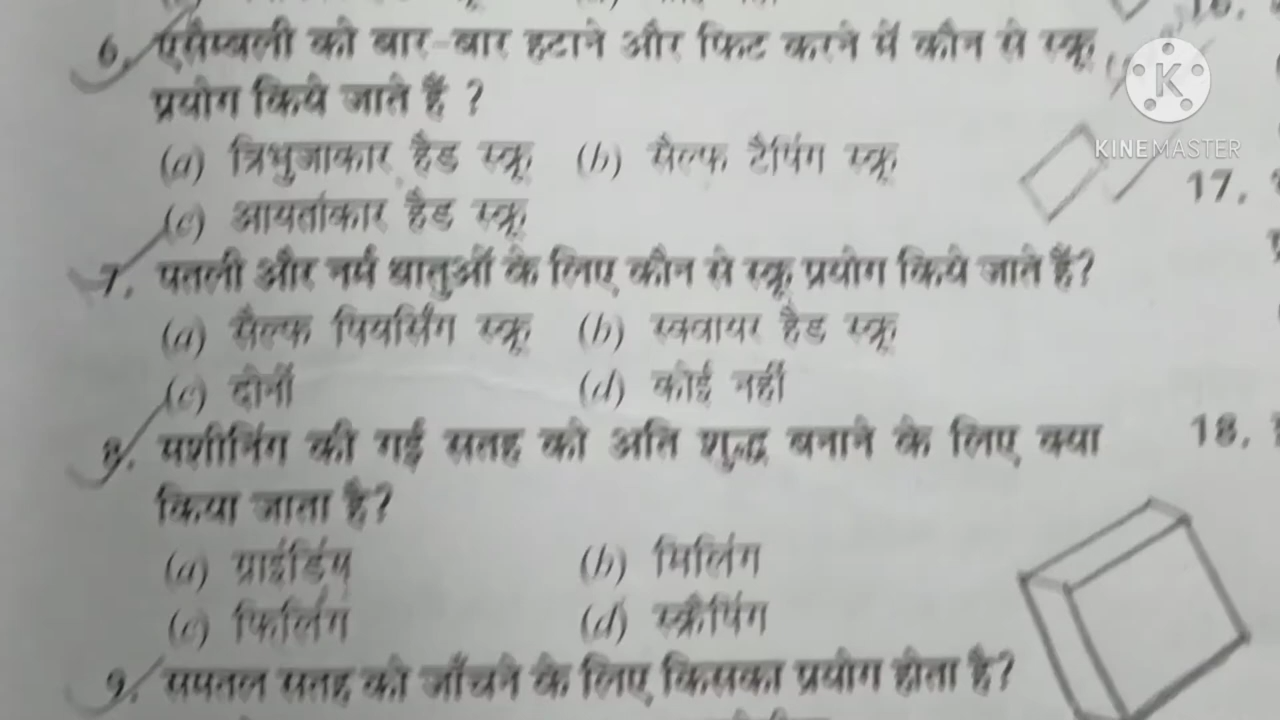 6. एसैम्बली को बार-बार हटाने और फिट करने में कौन से स्क्रू
प्रयोग किये जाते हैं ?
(a) त्रिभुजाकार हैड स्क्रू (b) सैल्फ टैपिंग स्क्रू
(c) आयताकार हैड स्क्रू
7. पतली और नर्म धातुओं के लिए कौन से स्क्रू प्रयोग किये जाते हैं?
(a) सैल्फ पियर्सिंग स्क्रू (b) स्क्वायर हैड स्क्रू
(c) दोनों (d) कोई नहीं
8. मशीनिंग की गई सतह को अति शुद्ध बनाने के लिए क्या
किया जाता है?
(a) ग्राइंडिंग (b) मिलिंग
(c) फिलिंग (d) स्क्रैपिंग
9. समतल सतह को जाँचने के लिए किसका प्रयोग होता है?
16.
17.
18.
K
KINEMASTER